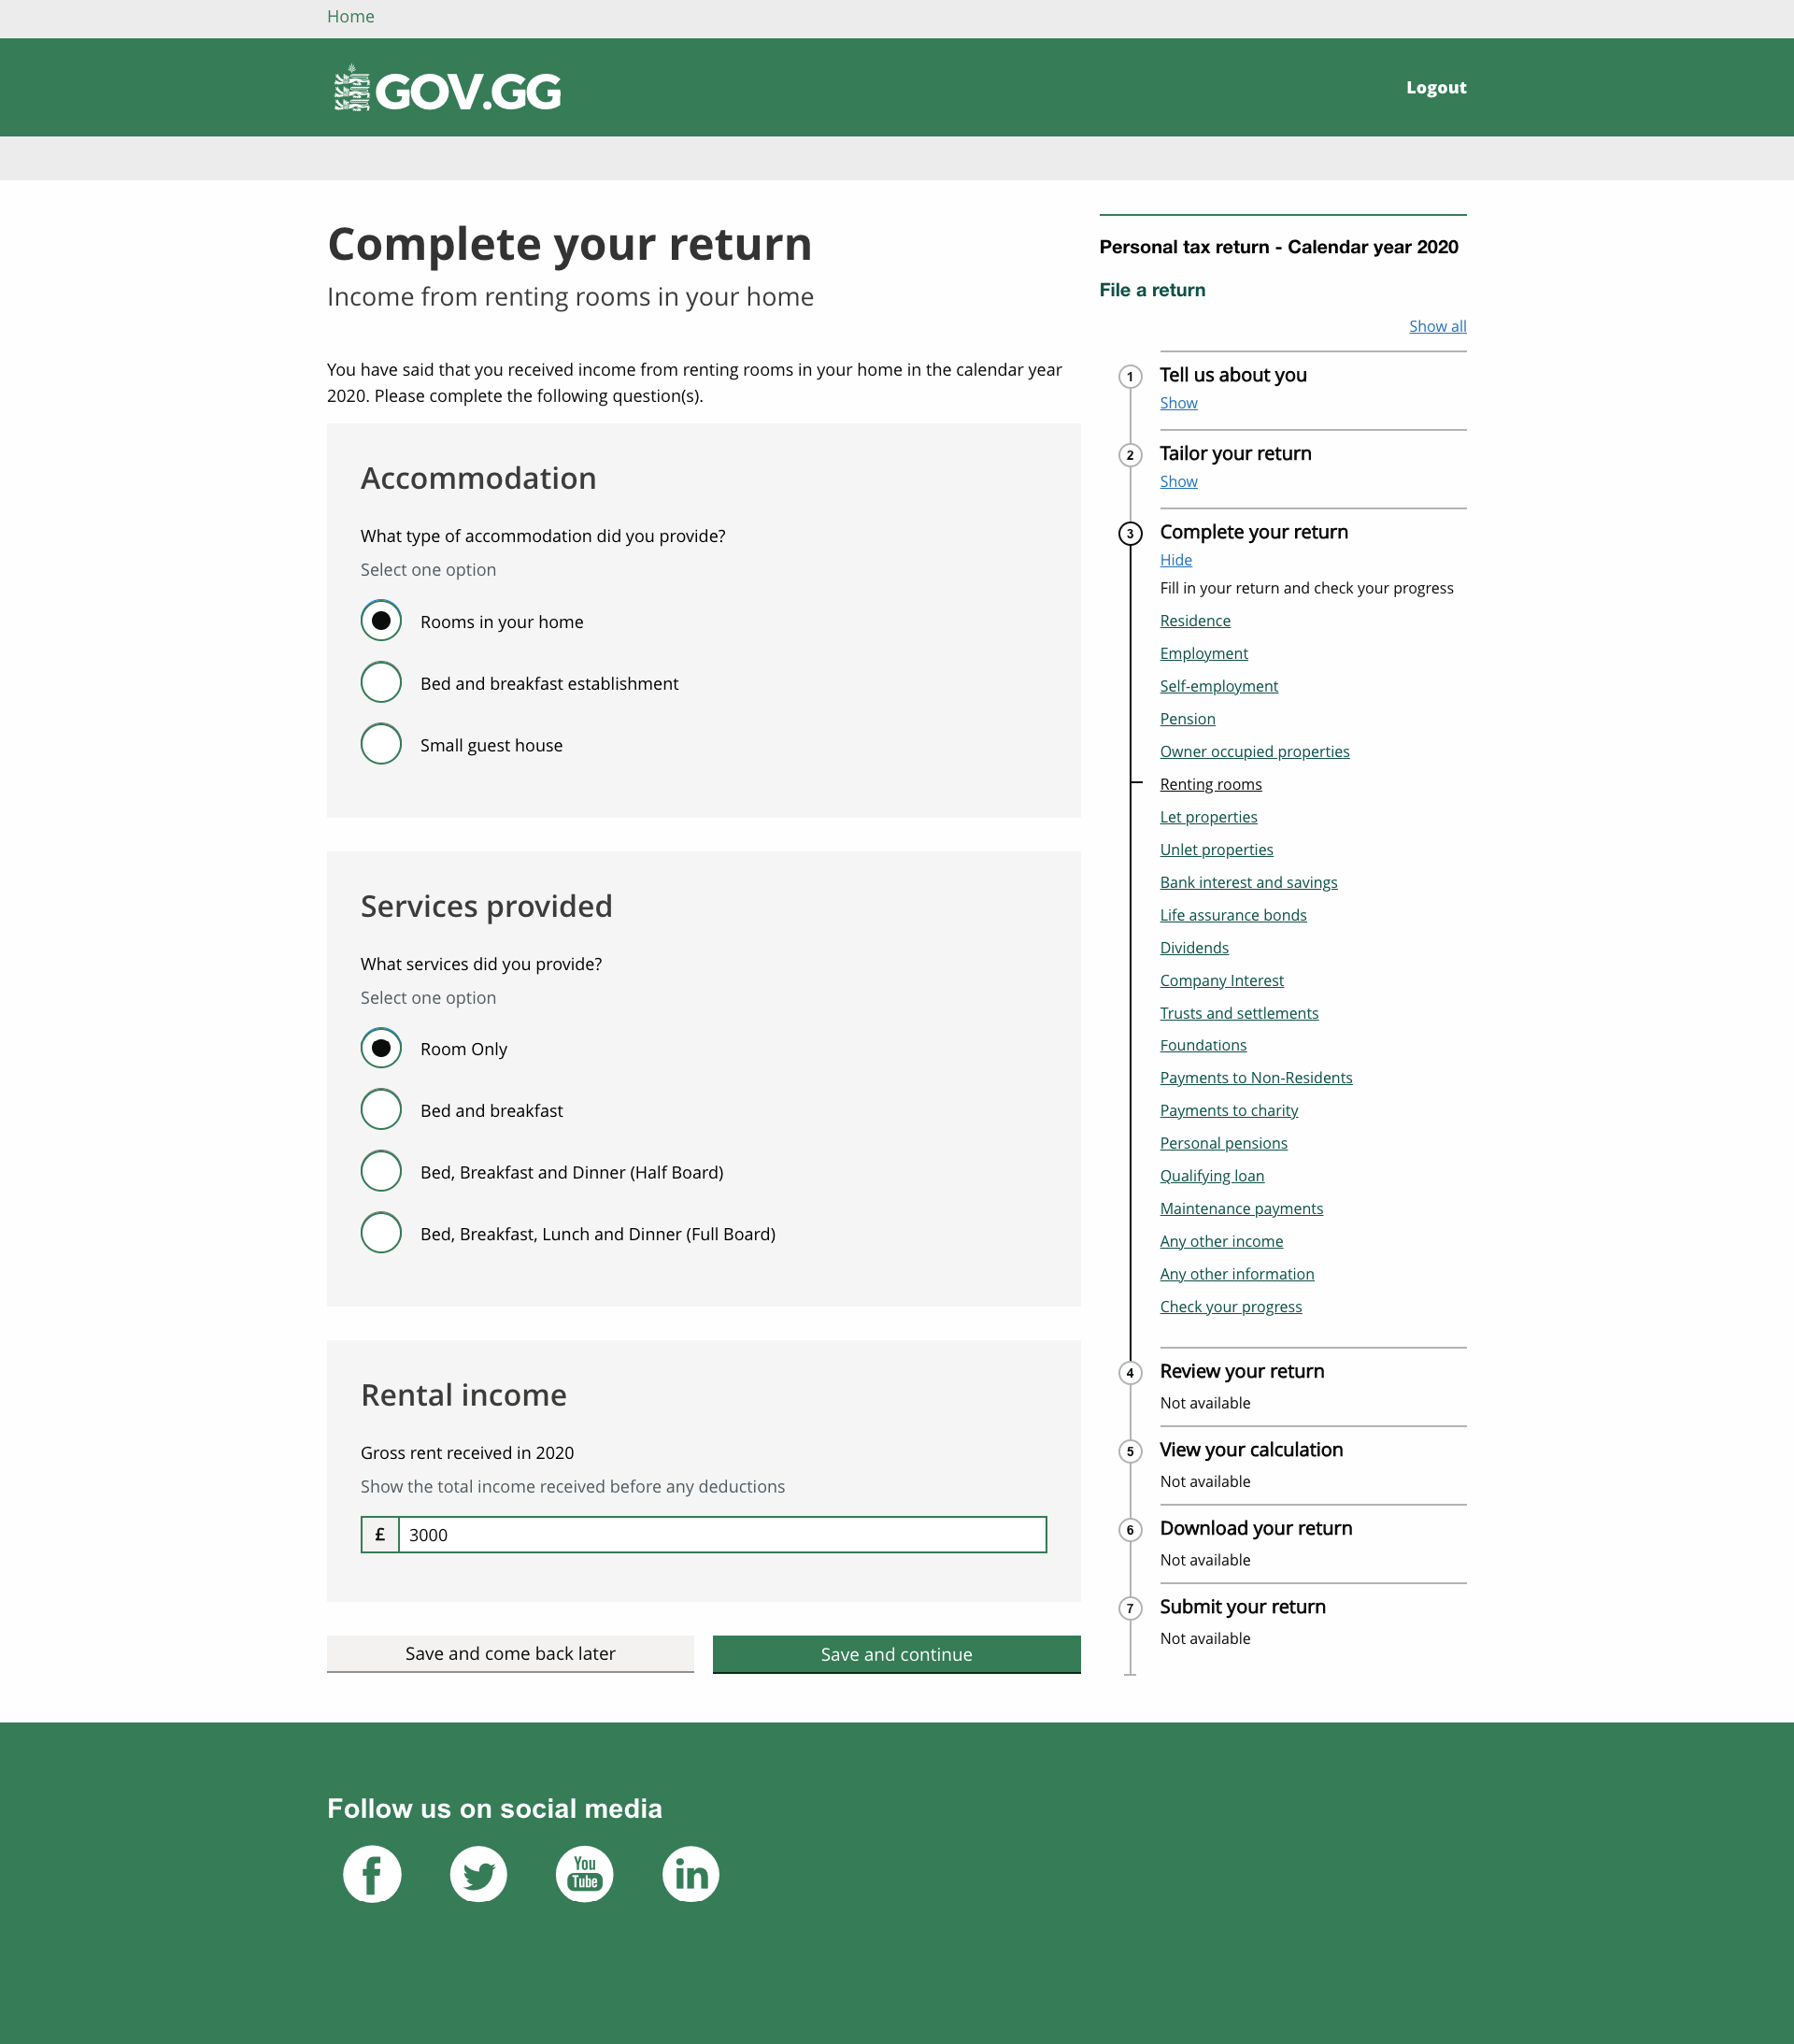 Home
GOV.GG
Logout
Complete your return
Income from renting rooms in your home
You have said that you received income from renting rooms in your home in the calendar year
2020. Please complete the following question(s).
Accommodation
What type of accommodation did you provide?
Select one option
Rooms in your home
Bed and breakfast establishment
Small guest house
Services provided
What services did you provide?
Select one option
Room Only
Bed and breakfast
Bed, Breakfast and Dinner (Half Board)
Bed, Breakfast, Lunch and Dinner (Full Board)
Rental income
Gross rent received in 2020
Show the total income received before any deductions
£ 3000
Save and come back later
Save and continue
Personal tax return - Calendar year 2020
File a return
Show all
1 Tell us about you
Show
2 Tailor your return
Show
3 Complete your return
Hide
Fill in your return and check your progress
Residence
Employment
Self-employment
Pension
Owner occupied properties
Renting rooms
Let properties
Unlet properties
Bank interest and savings
Life assurance bonds
Dividends
Company Interest
Trusts and settlements
Foundations
Payments to Non-Residents
Payments to charity
Personal pensions
Qualifying loan
Maintenance payments
Any other income
Any other information
Check your progress
4 Review your return
Not available
5 View your calculation
Not available
6 Download your return
Not available
7 Submit your return
Not available
Follow us on social media
f
You
Tube
in